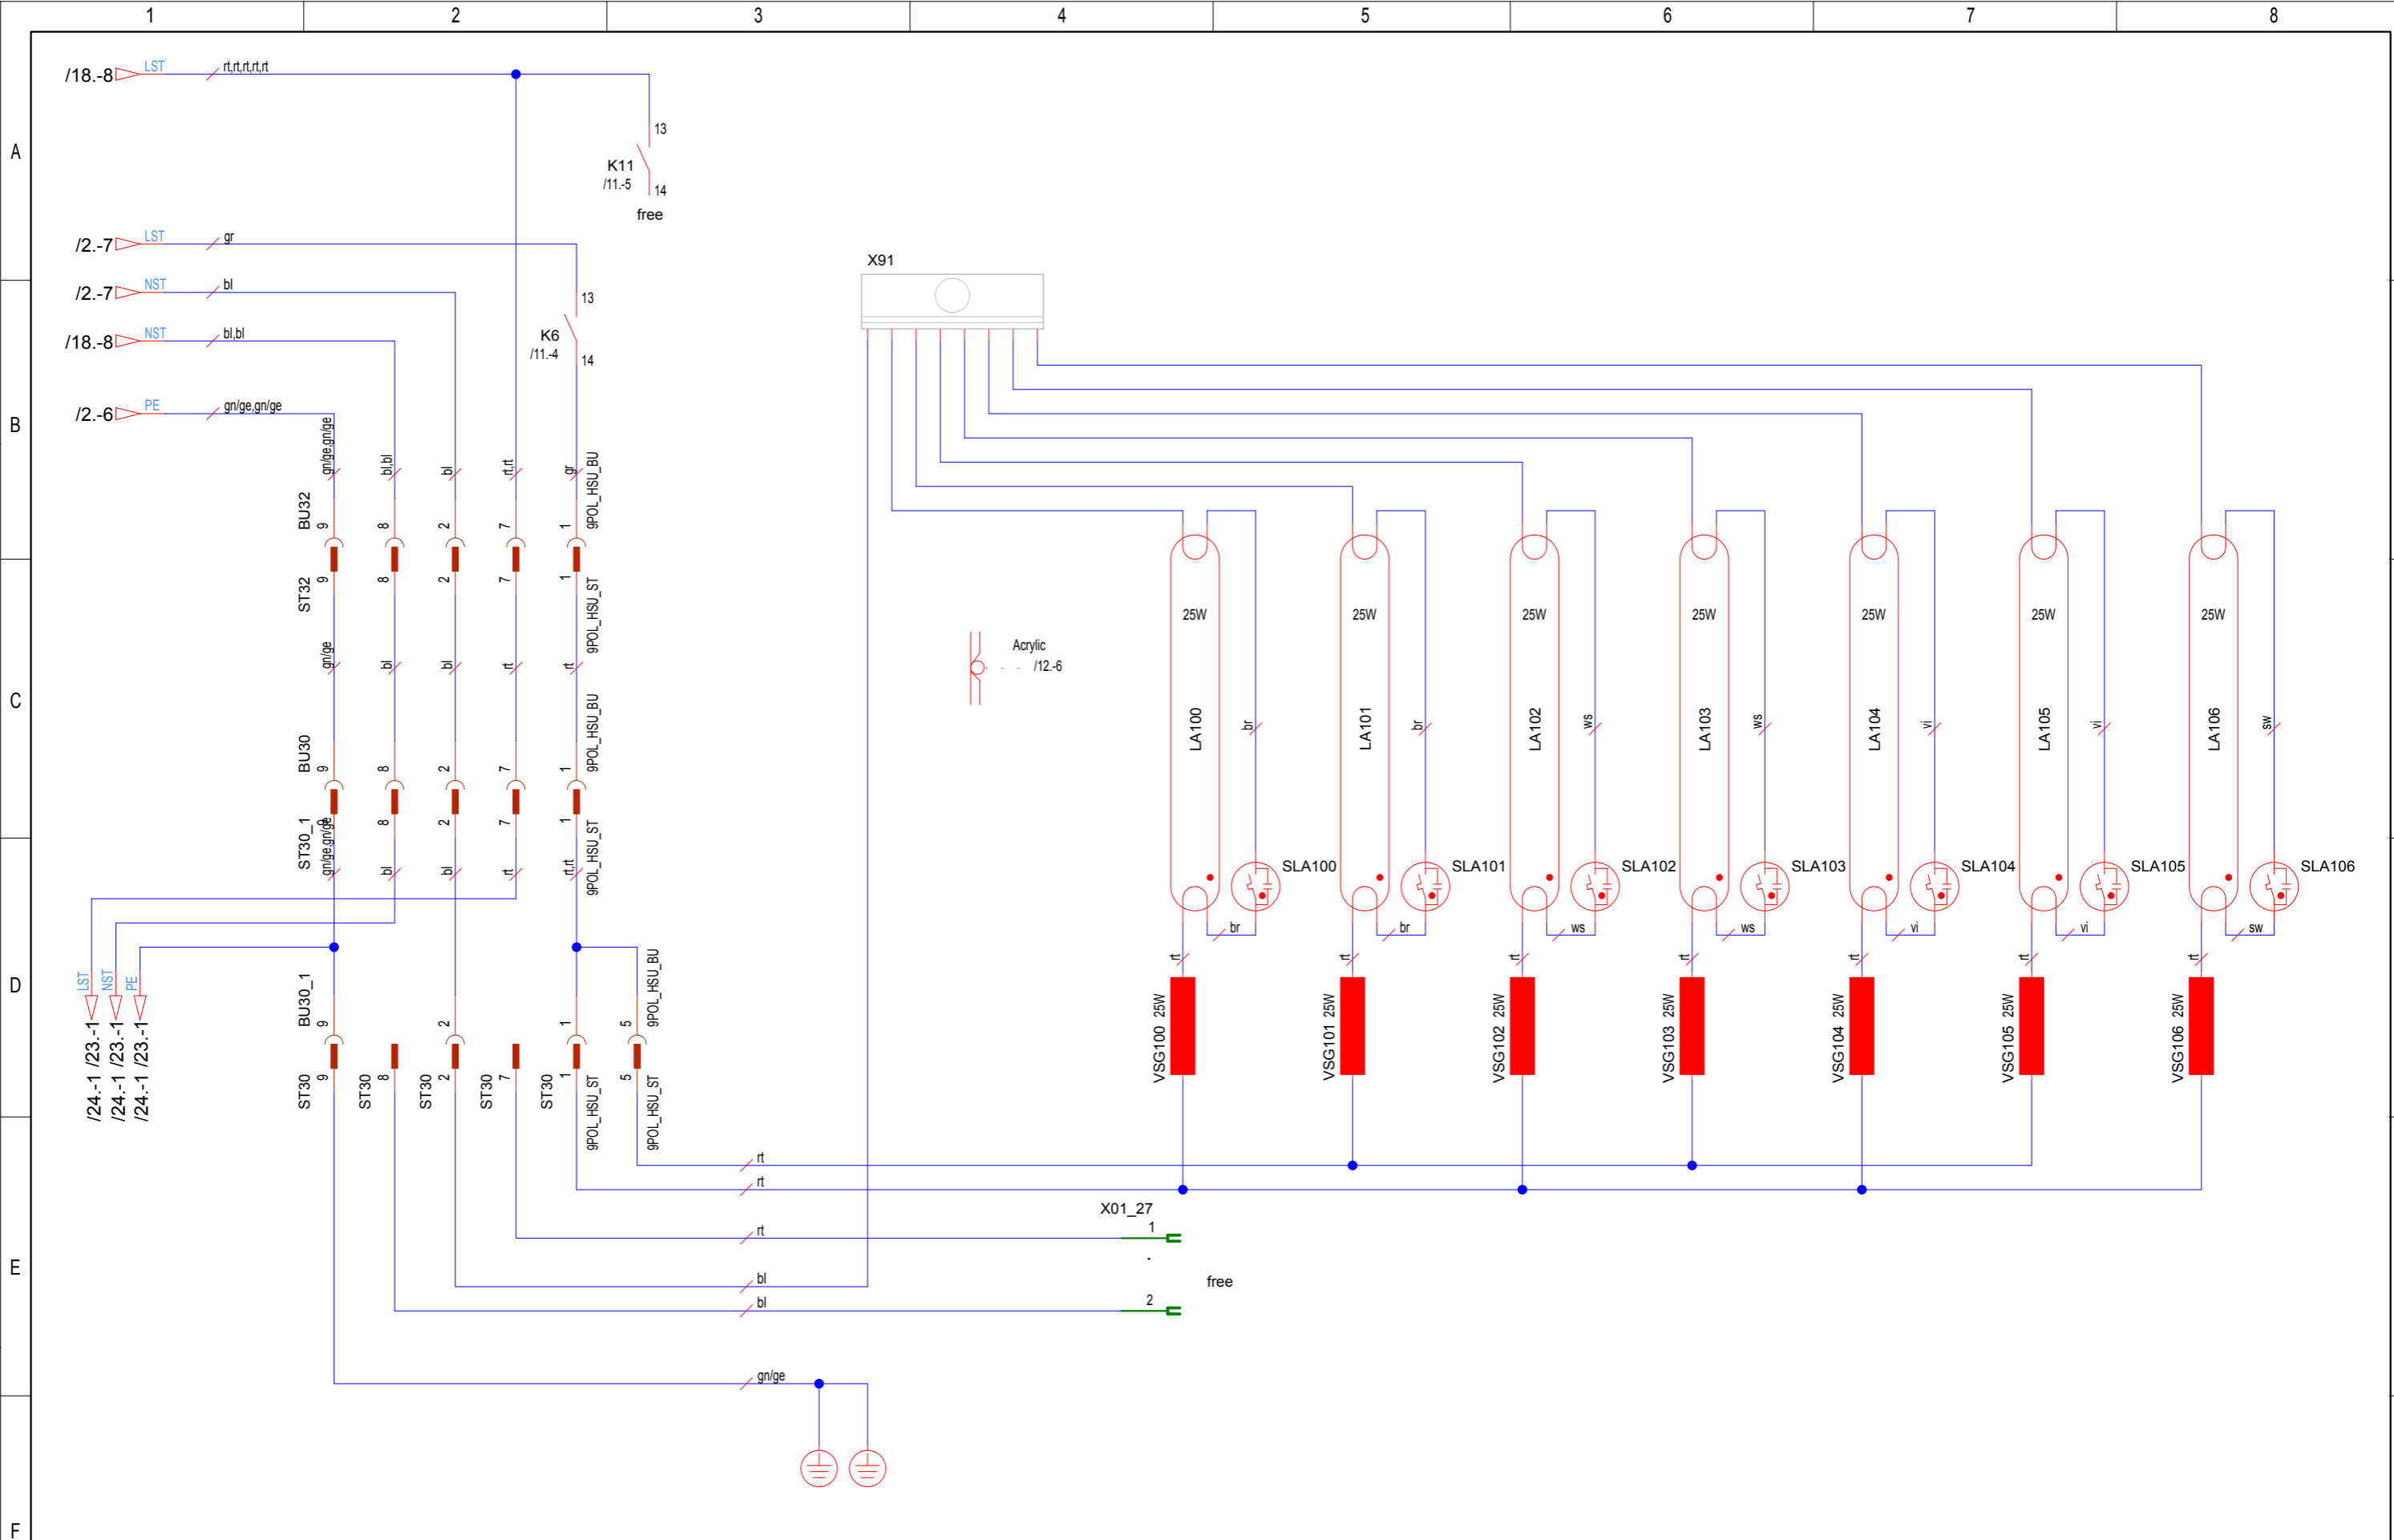 1 2 3 4 5 6 7 8
A
B
C
D
E
F
/18.-8 LST rt,rt,rt,rt,rt
13
K11
/11.-5
14
free
/2.-7 LST gr
/2.-7 NST bl
/18.-8 NST bl,bl
/2.-6 PE gn/ge,gn/ge
13
K6
/11.-4
14
X91
gn/ge,gn/ge bl,bl bl rt,rt gr
BU32 9 8 2 7 1 9POL_HSU_BU
ST32 9 8 2 7 1 9POL_HSU_ST
gn/ge bl bl rt rt
BU30 9 8 2 7 1 9POL_HSU_BU
ST30_1 9 8 2 7 1 9POL_HSU_ST
gn/ge,gn/ge bl bl rt rt,rt
Acrylic
/12.-6
25W 25W 25W 25W 25W 25W 25W
LA100 br LA101 br LA102 ws LA103 ws LA104 vi LA105 vi LA106 sw
SLA100 SLA101 SLA102 SLA103 SLA104 SLA105 SLA106
br br ws ws vi vi sw
rt rt rt rt rt rt rt
VSG100 25W VSG101 25W VSG102 25W VSG103 25W VSG104 25W VSG105 25W VSG106 25W
LST NST PE
/24.-1 /23.-1
/24.-1 /23.-1
/24.-1 /23.-1
BU30_1 9 2 1 5 9POL_HSU_BU
ST30 9 ST30 8 ST30 2 ST30 7 ST30 1 9POL_HSU_ST 5 9POL_HSU_ST
rt
rt
X01_27
rt 1
.
bl
free
bl 2
gn/ge